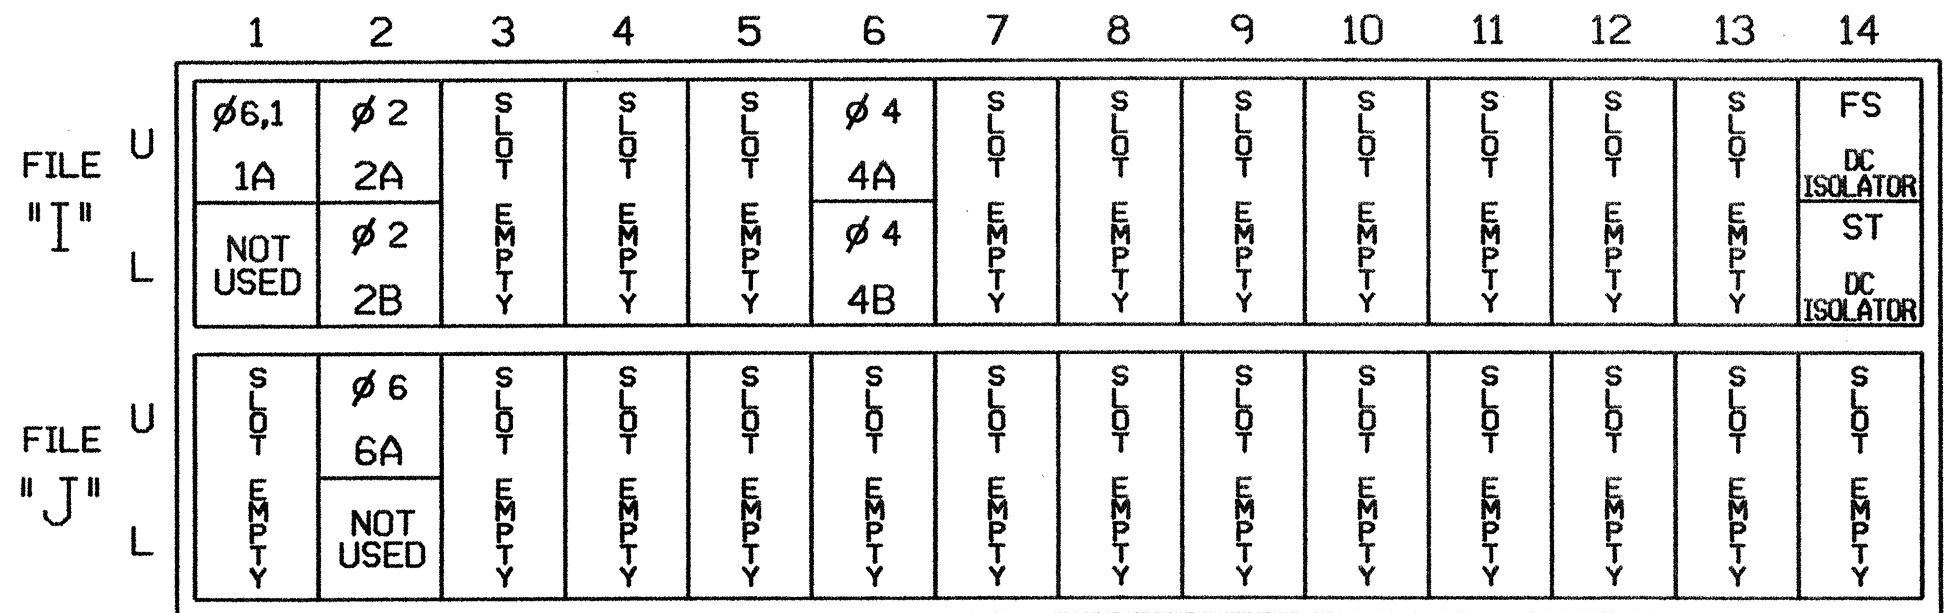 1 2 3 4 5 6 7 8 9 10 11 12 13 14
FILE "I"
U
L
ø6,1
1A
NOT
USED
ø 2
2A
ø 2
2B
SLOT EMPTY
SLOT EMPTY
SLOT EMPTY
ø 4
4A
ø 4
4B
SLOT EMPTY
SLOT EMPTY
SLOT EMPTY
SLOT EMPTY
SLOT EMPTY
SLOT EMPTY
SLOT EMPTY
FS
DC
ISOLATOR
ST
DC
ISOLATOR
FILE "J"
U
L
SLOT EMPTY
ø 6
6A
NOT
USED
SLOT EMPTY
SLOT EMPTY
SLOT EMPTY
SLOT EMPTY
SLOT EMPTY
SLOT EMPTY
SLOT EMPTY
SLOT EMPTY
SLOT EMPTY
SLOT EMPTY
SLOT EMPTY
SLOT EMPTY